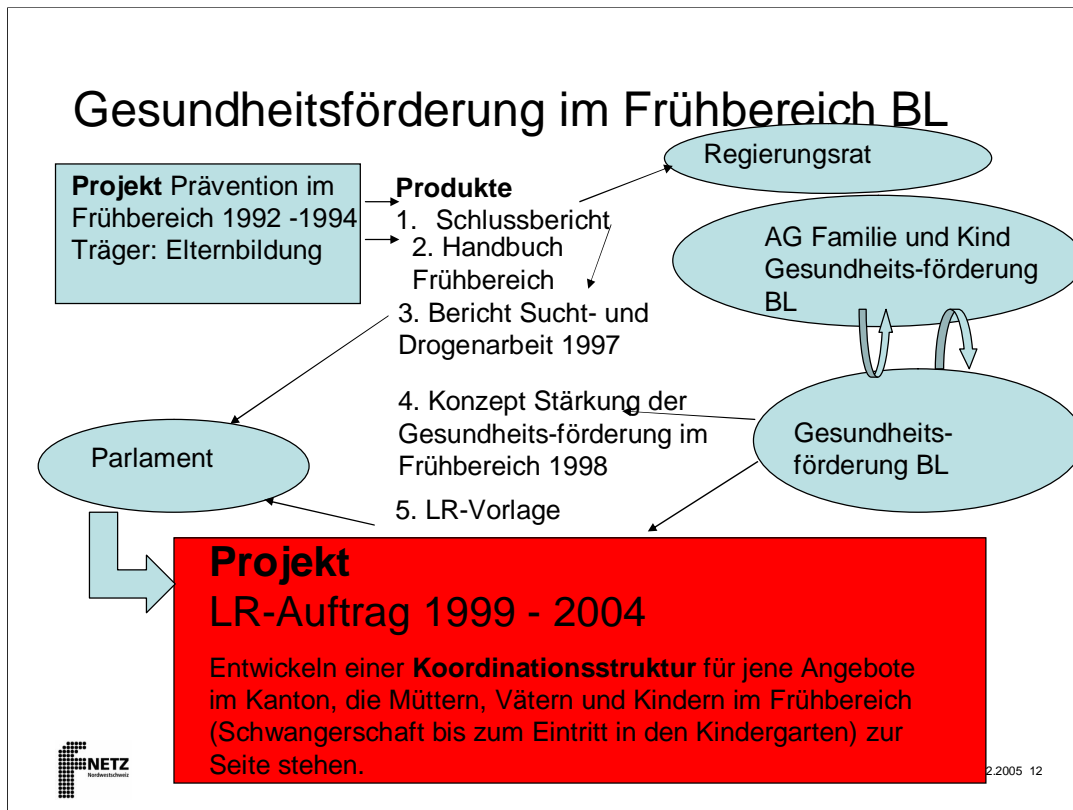 Gesundheitsförderung im Frühbereich BL
Projekt Prävention im
Frühbereich 1992 -1994
Träger: Elternbildung
Produkte
1. Schlussbericht
2. Handbuch
Frühbereich
3. Bericht Sucht- und
Drogenarbeit 1997
4. Konzept Stärkung der
Gesundheits-förderung im
Frühbereich 1998
5. LR-Vorlage
Regierungsrat
AG Familie und Kind
Gesundheits-förderung
BL
Gesundheits-
förderung BL
Parlament
Projekt
LR-Auftrag 1999 - 2004
Entwickeln einer Koordinationsstruktur für jene Angebote
im Kanton, die Müttern, Vätern und Kindern im Frühbereich
(Schwangerschaft bis zum Eintritt in den Kindergarten) zur
Seite stehen.
f NETZ
Nordwestschweiz
2.2005 12